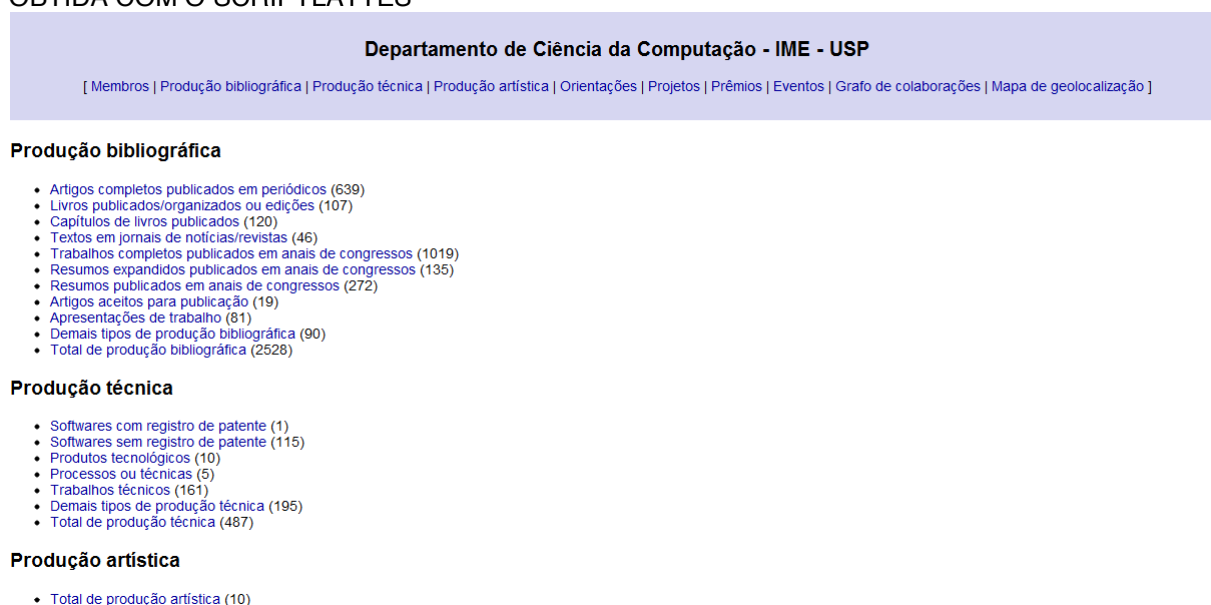 OBTIDA COM O SCRIPTLATTES
Departamento de Ciência da Computação - IME - USP
[ Membros | Produção bibliográfica | Produção técnica | Produção artística | Orientações | Projetos | Prêmios | Eventos | Grafo de colaborações | Mapa de geolocalização ]
Produção bibliográfica
• Artigos completos publicados em periódicos (639)
• Livros publicados/organizados ou edições (107)
• Capítulos de livros publicados (120)
• Textos em jornais de notícias/revistas (46)
• Trabalhos completos publicados em anais de congressos (1019)
• Resumos expandidos publicados em anais de congressos (135)
• Resumos publicados em anais de congressos (272)
• Artigos aceitos para publicação (19)
• Apresentações de trabalho (81)
• Demais tipos de produção bibliográfica (90)
• Total de produção bibliográfica (2528)
Produção técnica
• Softwares com registro de patente (1)
• Softwares sem registro de patente (115)
• Produtos tecnológicos (10)
• Processos ou técnicas (5)
• Trabalhos técnicos (161)
• Demais tipos de produção técnica (195)
• Total de produção técnica (487)
Produção artística
• Total de produção artística (10)